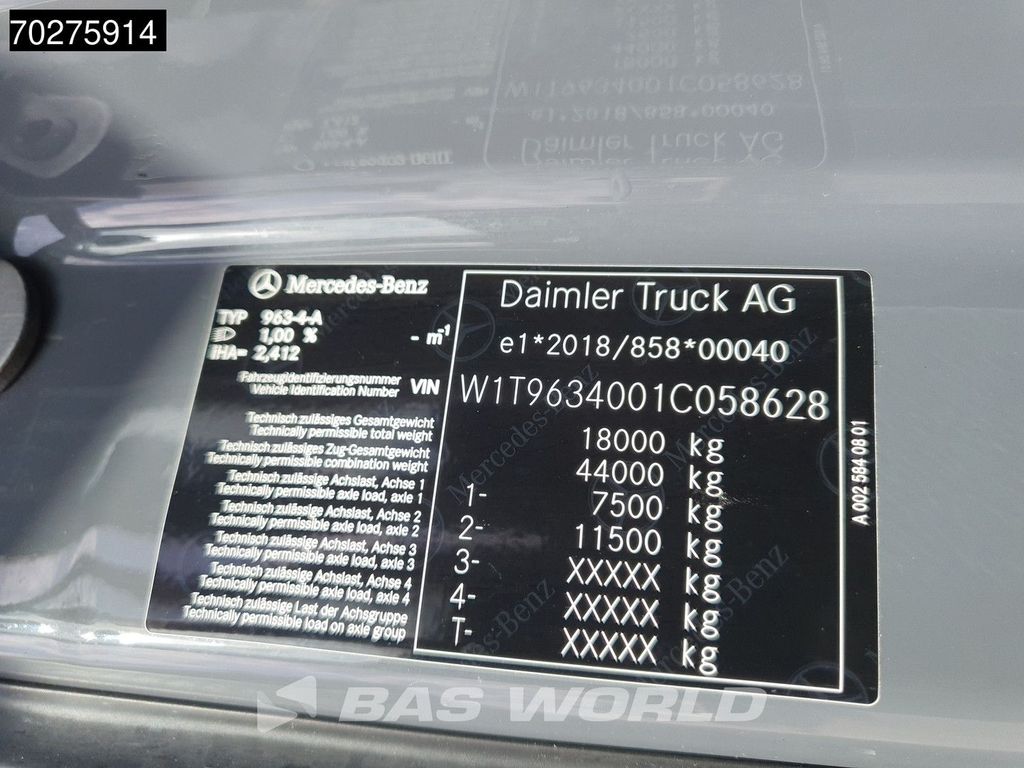 70275914
Mercedes-Benz
TYP 963-4-A
1,00 % - m⁻¹
IHA= 2,412
Fahrzeugidentifizierungsnummer
Vehicle Identification Number VIN
Technisch zulässiges Gesamtgewicht
Technically permissible total weight
Technisch zulässiges Zug-Gesamtgewicht
Technically permissible combination weight
Technisch zulässige Achslast, Achse 1
Technically permissible axle load, axle 1
Technisch zulässige Achslast, Achse 2
Technically permissible axle load, axle 2
Technisch zulässige Achslast, Achse 3
Technically permissible axle load, axle 3
Technisch zulässige Achslast, Achse 4
Technically permissible axle load, axle 4
Technisch zulässige Last der Achsgruppe
Technically permissible load on axle group
Daimler Truck AG
e1*2018/858*00040
W1T9634001C058628
18000 kg
44000 kg
1- 7500 kg
2- 11500 kg
3- XXXXX kg
4- XXXXX kg
T- XXXXX kg
A 002 584 08 01
BAS WORLD